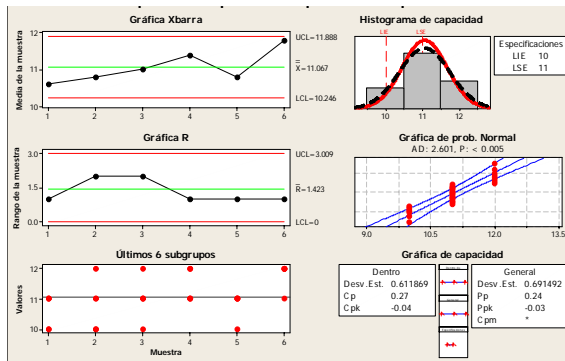 Gráfica Xbarra
Media de la muestra
12
11
10
1 2 3 4 5 6
UCL=11.888
X=11.067
LCL=10.246
Histograma de capacidad
LIE LSE
10 11 12
Especificaciones
LIE 10
LSE 11
Gráfica R
Rango de la muestra
3.0
1.5
0.0
1 2 3 4 5 6
UCL=3.009
R=1.423
LCL=0
Gráfica de prob. Normal
AD: 2.601, P: < 0.005
9.0 10.5 12.0 13.5
Últimos 6 subgrupos
Valores
12
11
10
1 2 3 4 5 6
Muestra
Gráfica de capacidad
Dentro
Desv.Est. 0.611869
Cp 0.27
Cpk -0.04
General
Desv.Est. 0.691492
Pp 0.24
Ppk -0.03
Cpm *